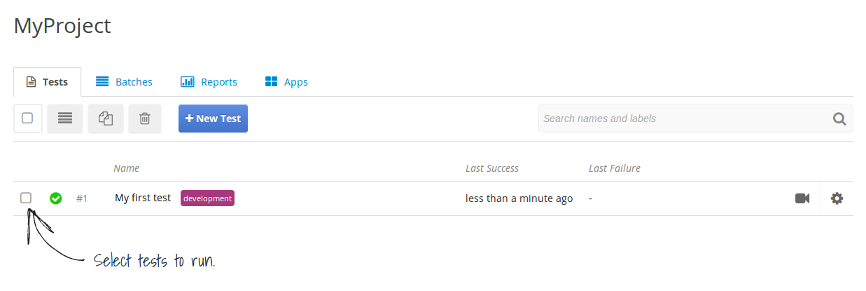 MyProject
Tests Batches Reports Apps
+ New Test Search names and labels
Name Last Success Last Failure
#1 My first test development less than a minute ago -
Select tests to run.